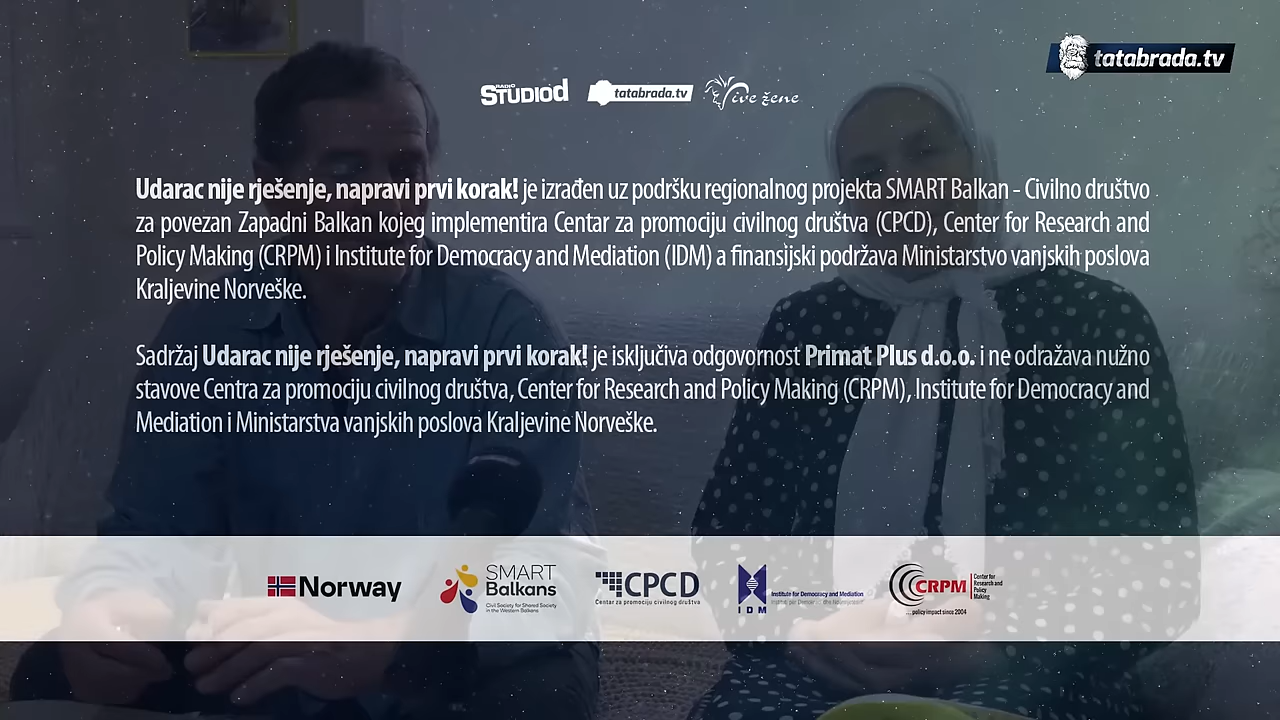 tatabrada.tv
RADIO
STUDIO d
tatabrada.tv
Vive žene
Udarac nije rješenje, napravi prvi korak! je izrađen uz podršku regionalnog projekta SMART Balkan - Civilno društvo
za povezan Zapadni Balkan kojeg implementira Centar za promociju civilnog društva (CPCD), Center for Research and
Policy Making (CRPM) i Institute for Democracy and Mediation (IDM) a finansijski podržava Ministarstvo vanjskih poslova
Kraljevine Norveške.
Sadržaj Udarac nije rješenje, napravi prvi korak! je isključiva odgovornost Primat Plus d.o.o. i ne odražava nužno
stavove Centra za promociju civilnog društva, Center for Research and Policy Making (CRPM), Institute for Democracy and
Mediation i Ministarstva vanjskih poslova Kraljevine Norveške.
Norway
SMART
Balkans
Civil Society for Shared Society
in the Western Balkans
CPCD
Centar za promociju civilnog društva
IDM
Institute for Democracy and Mediation
CRPM
Center for
Research and
Policy
Making
...policy impact since 2004